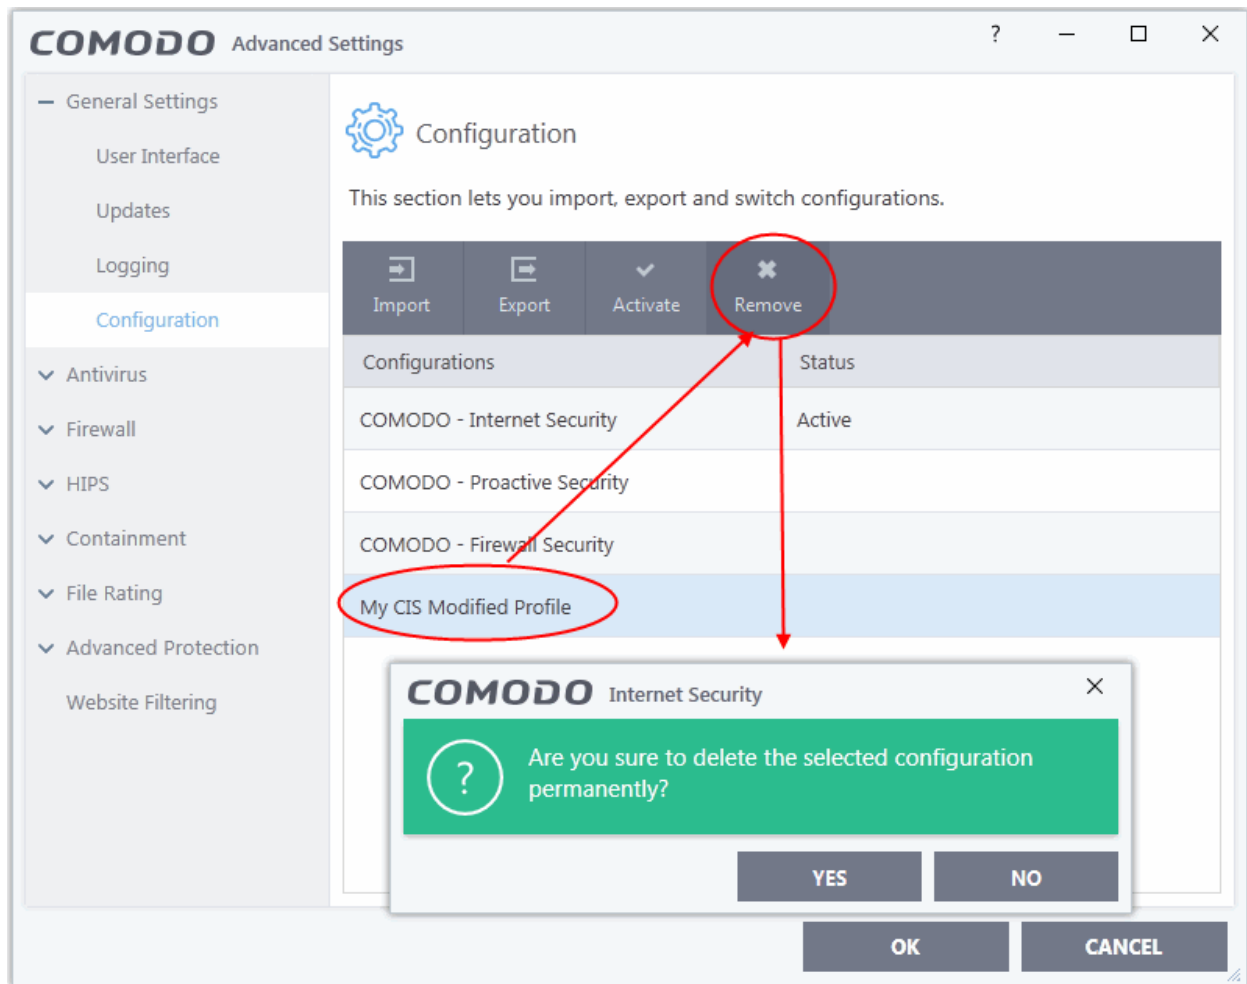 COMODO Advanced Settings ?
General Settings
User Interface
Updates
Logging
Configuration
Antivirus
Firewall
HIPS
Containment
File Rating
Advanced Protection
Website Filtering
Configuration
This section lets you import, export and switch configurations.
Import Export Activate Remove
Configurations Status
COMODO - Internet Security Active
COMODO - Proactive Security
COMODO - Firewall Security
My CIS Modified Profile
COMODO Internet Security
?
Are you sure to delete the selected configuration
permanently?
YES NO
OK CANCEL